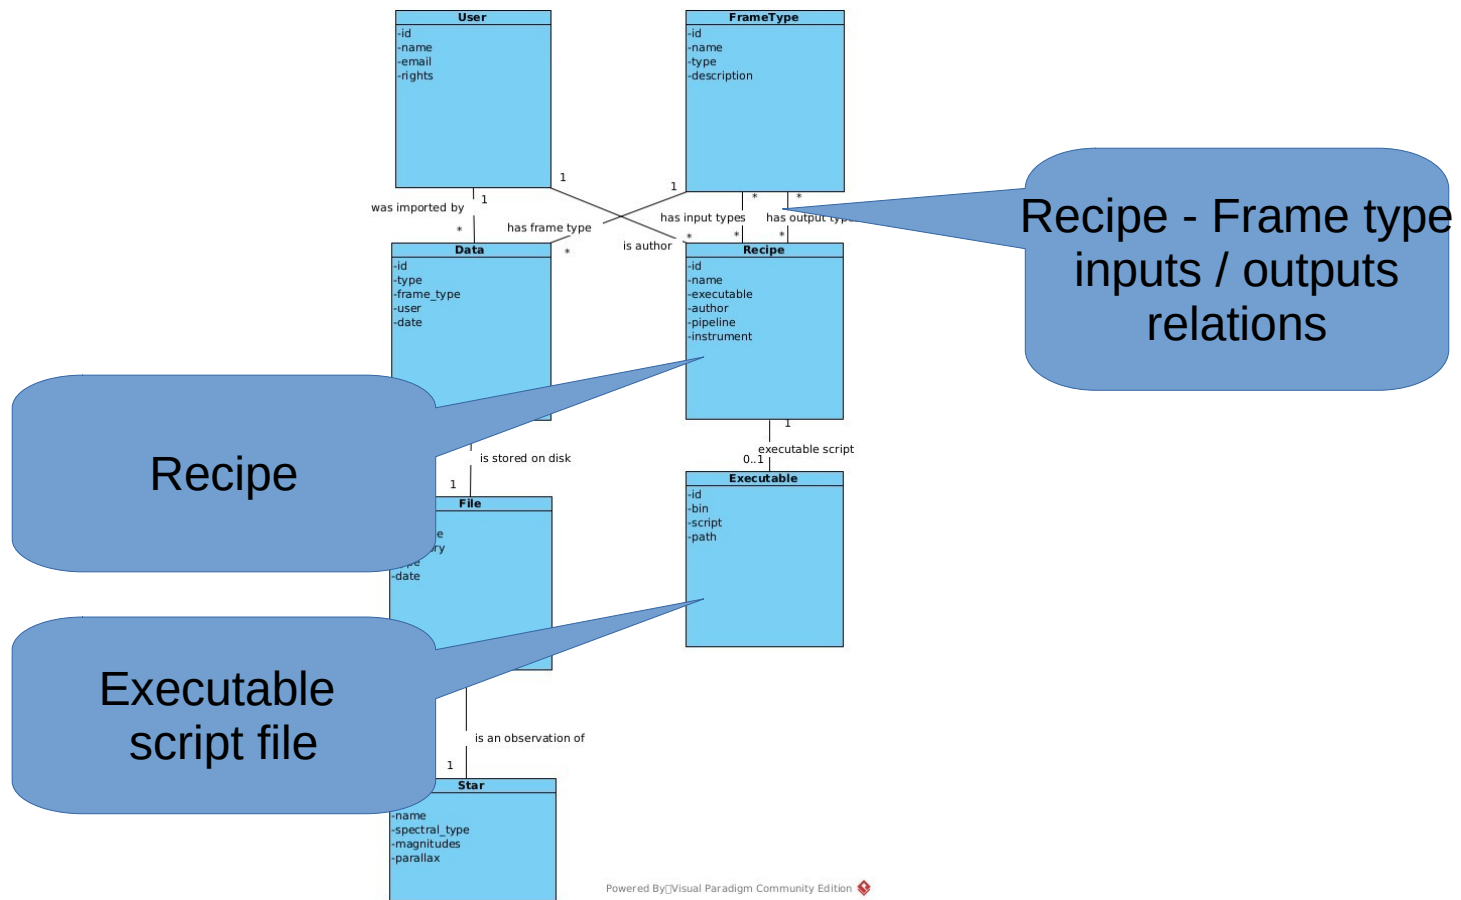 User
-id
-name
-email
-rights
FrameType
-id
-name
-type
-description
1
1
*
*
was imported by
1
*
has frame type
*
is author
*
has input types
*
has output
*
Recipe - Frame type
inputs / outputs
relations
Data
-id
-type
-frame_type
-user
-date
Recipe
-id
-name
-executable
-author
-pipeline
-instrument
Recipe
is stored on disk
1
1
executable script
0..1
File
-date
Executable
-id
-bin
-script
-path
Executable
script file
is an observation of
1
Star
-name
-spectral_type
-magnitudes
-parallax
Powered By Visual Paradigm Community Edition